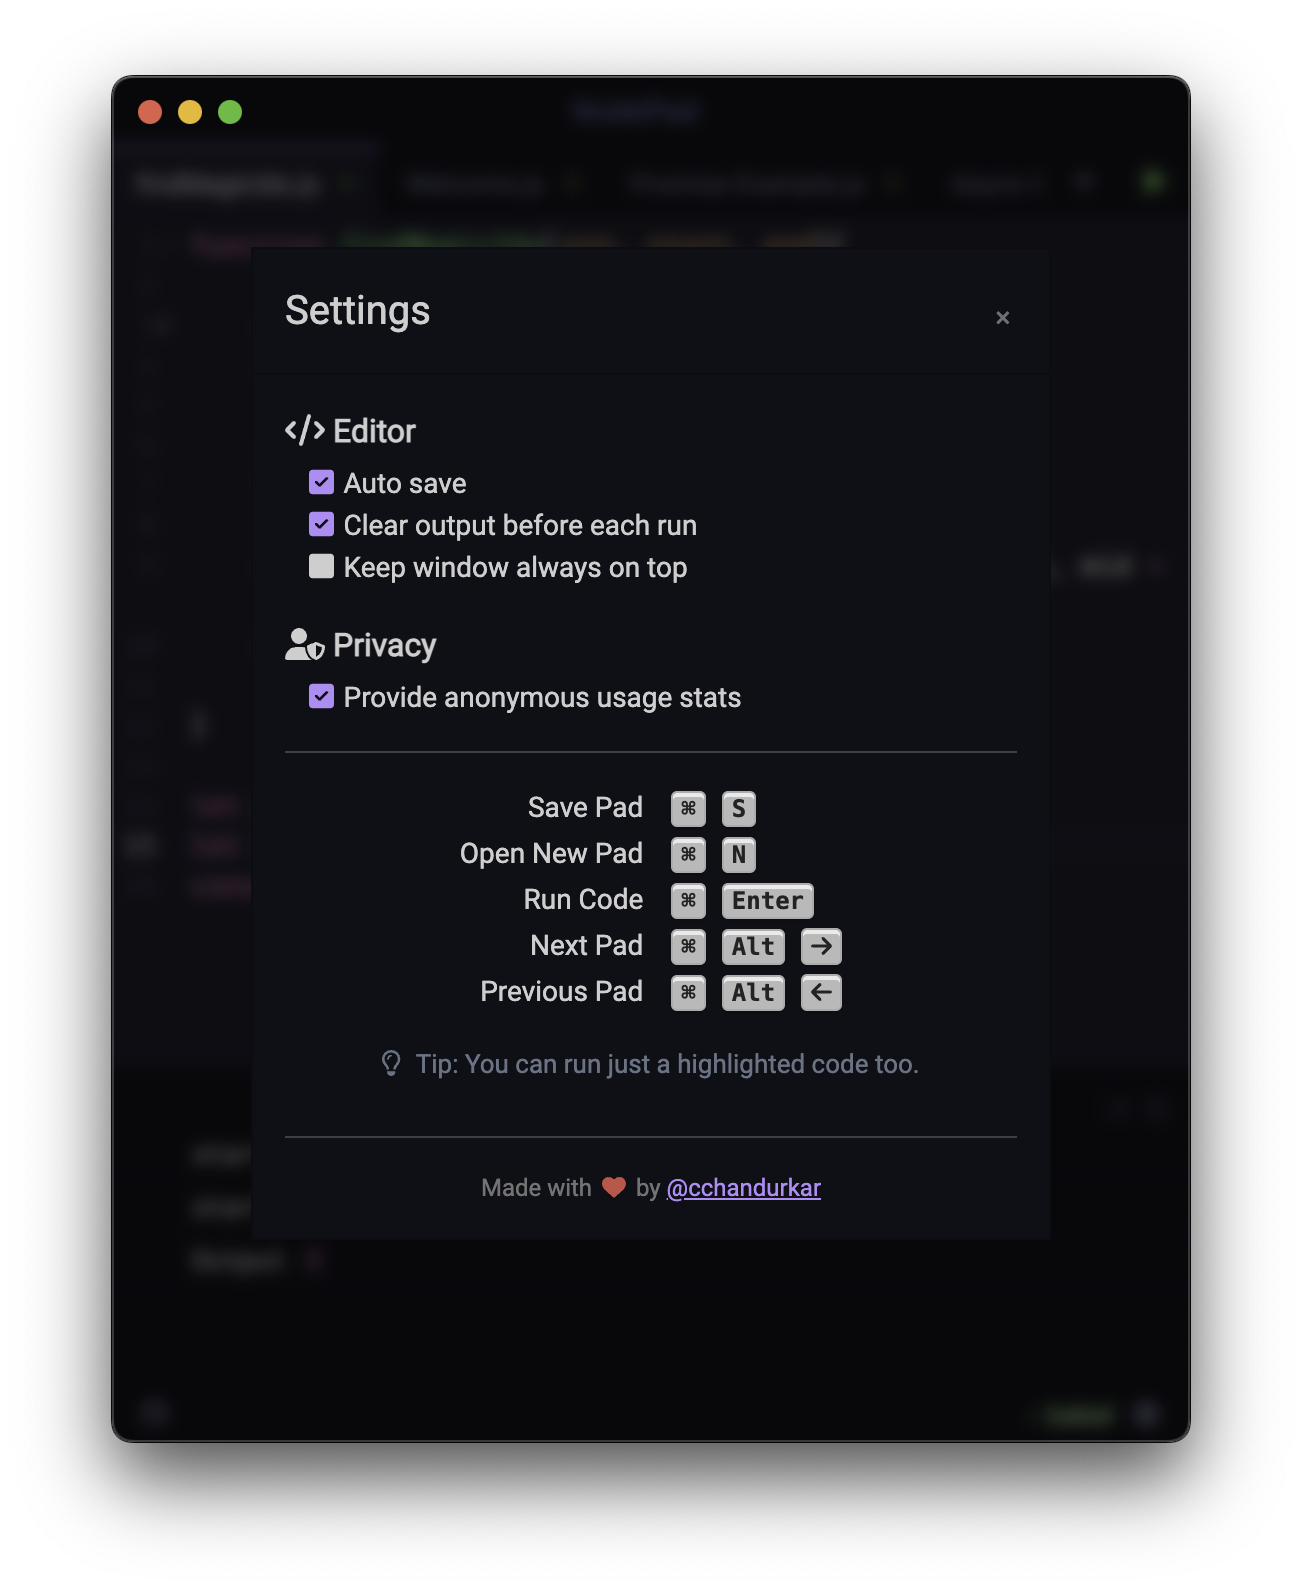 Settings
×
</> Editor
Auto save
Clear output before each run
Keep window always on top
Privacy
Provide anonymous usage stats
Save Pad ⌘ S
Open New Pad ⌘ N
Run Code ⌘ Enter
Next Pad ⌘ Alt →
Previous Pad ⌘ Alt ←
Tip: You can run just a highlighted code too.
Made with ❤ by @cchandurkar